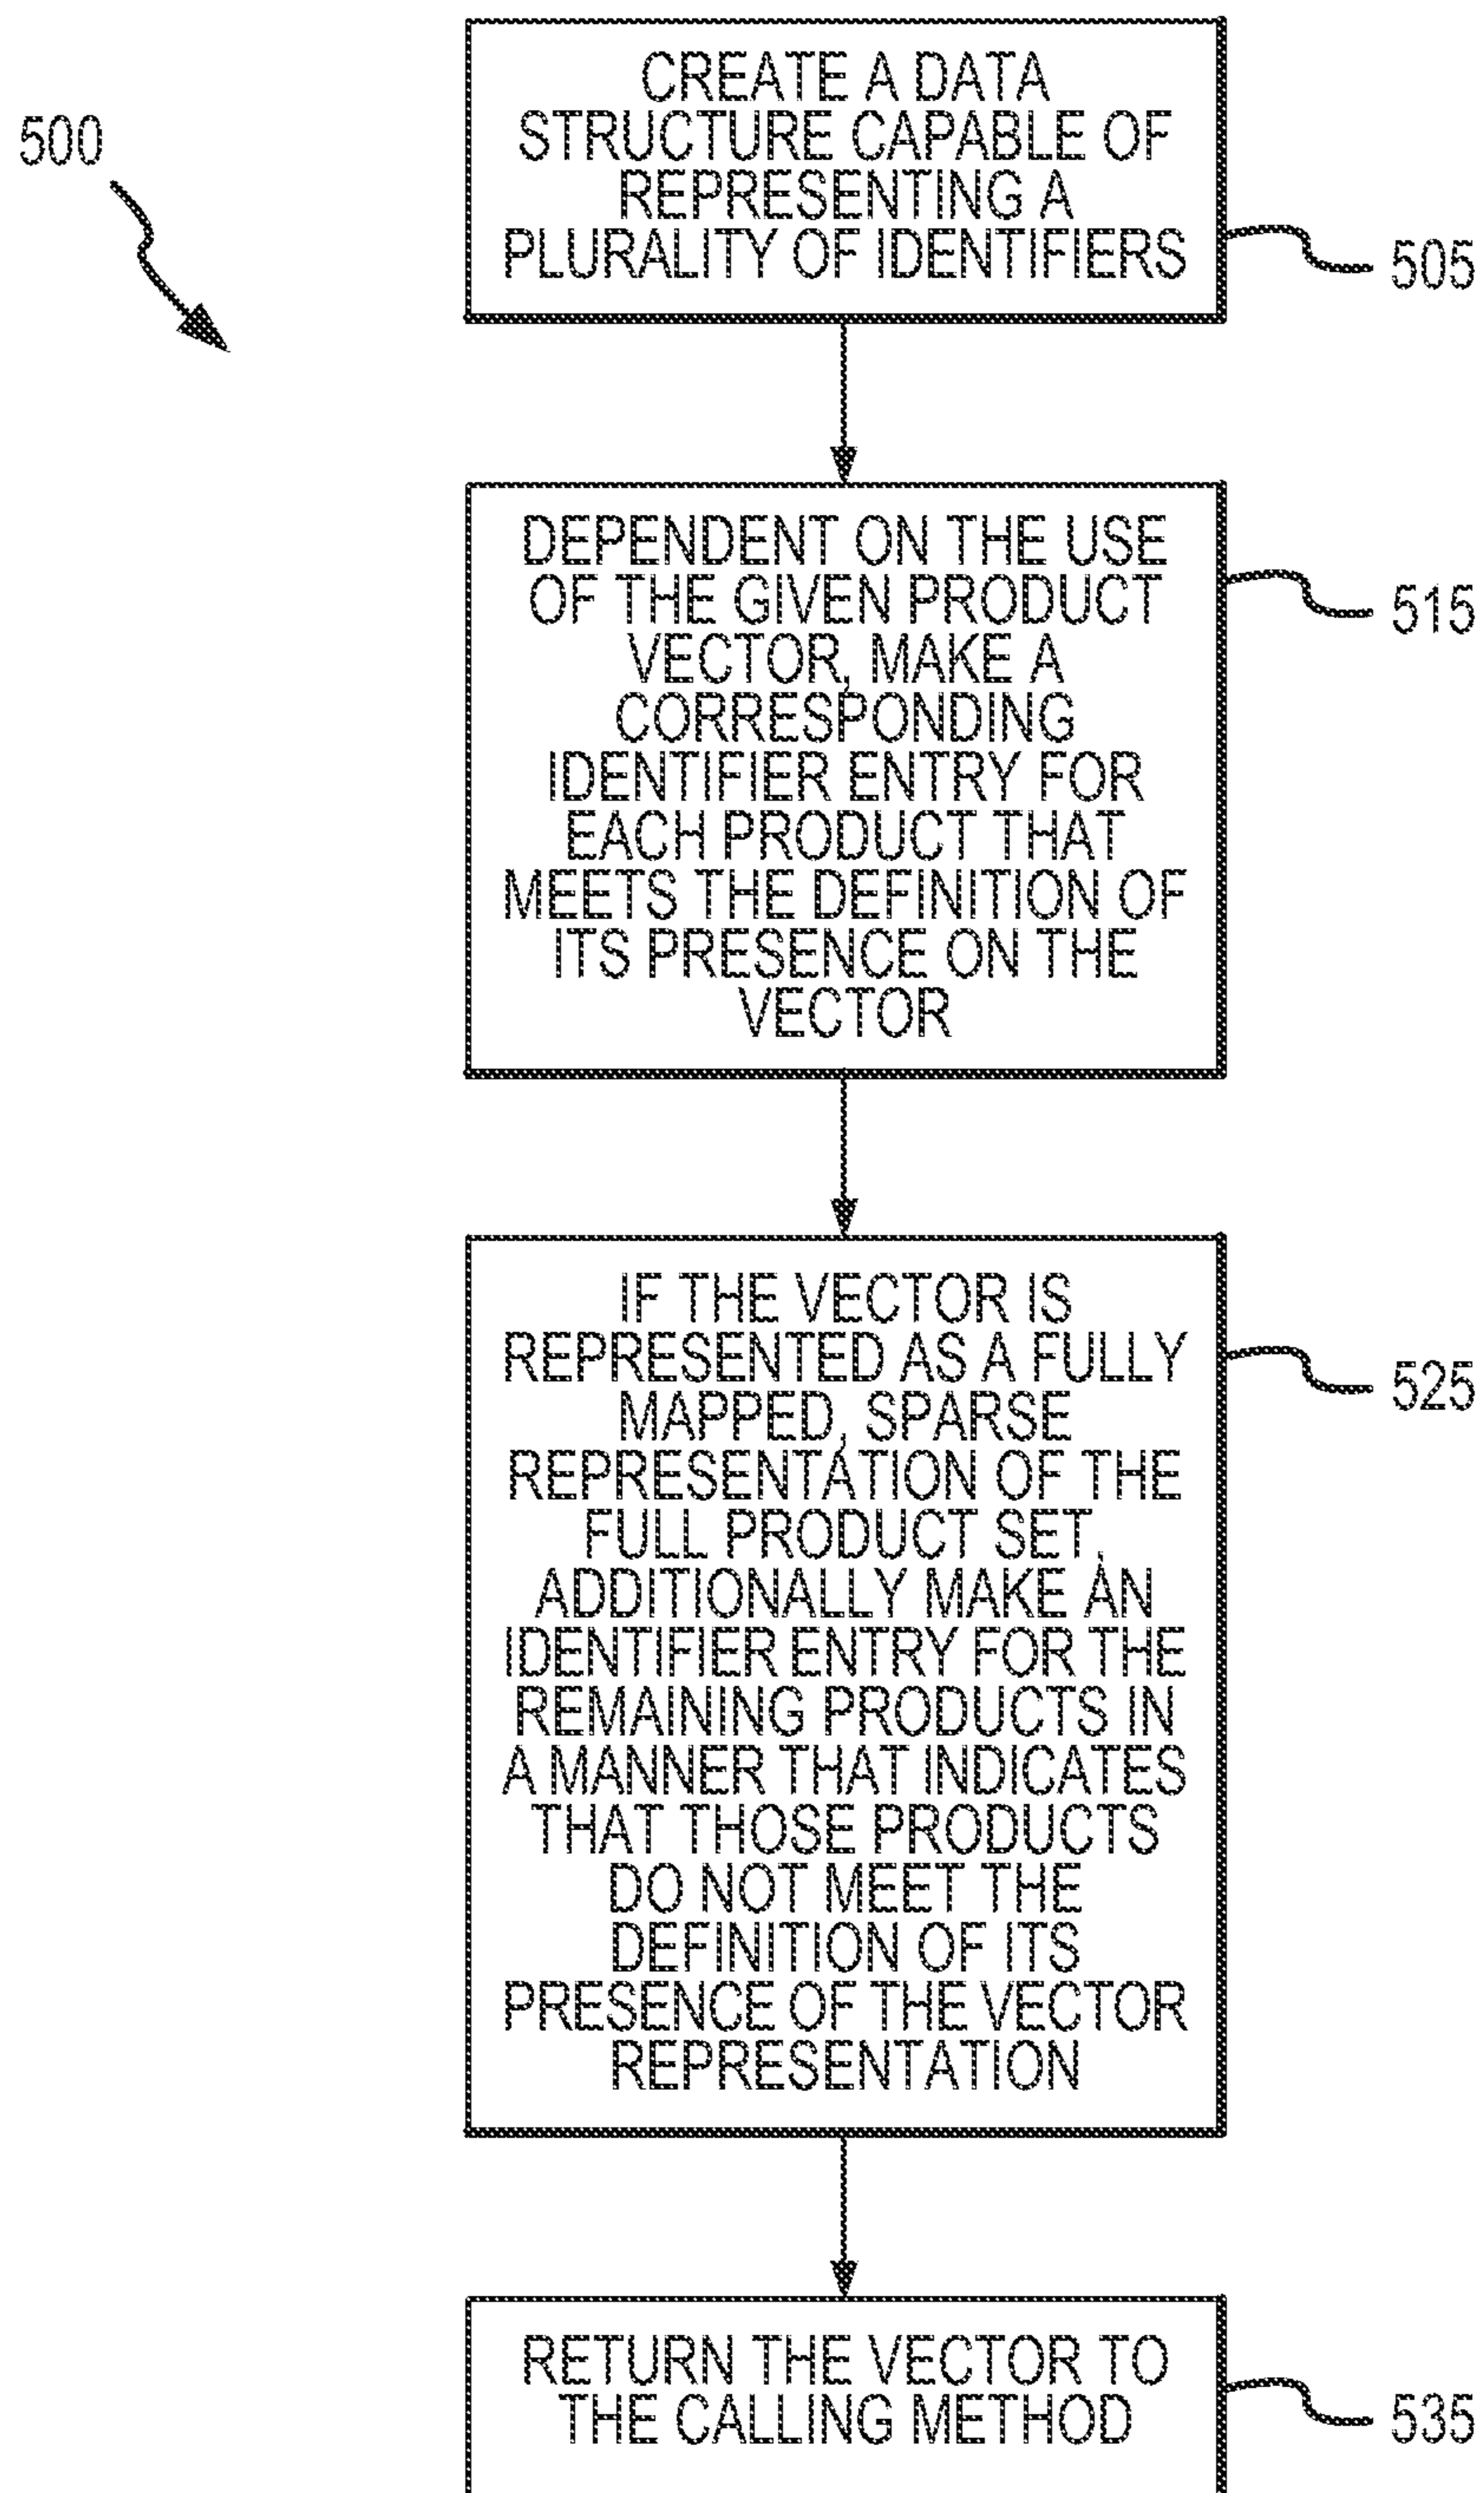 500
CREATE A DATA
STRUCTURE CAPABLE OF
REPRESENTING A
PLURALITY OF IDENTIFIERS
505
DEPENDENT ON THE USE
OF THE GIVEN PRODUCT
VECTOR, MAKE A
CORRESPONDING
IDENTIFIER ENTRY FOR
EACH PRODUCT THAT
MEETS THE DEFINITION OF
ITS PRESENCE ON THE
VECTOR
515
IF THE VECTOR IS
REPRESENTED AS A FULLY
MAPPED, SPARSE
REPRESENTATION OF THE
FULL PRODUCT SET,
ADDITIONALLY MAKE AN
IDENTIFIER ENTRY FOR THE
REMAINING PRODUCTS IN
A MANNER THAT INDICATES
THAT THOSE PRODUCTS
DO NOT MEET THE
DEFINITION OF ITS
PRESENCE OF THE VECTOR
REPRESENTATION
525
RETURN THE VECTOR TO
THE CALLING METHOD
535